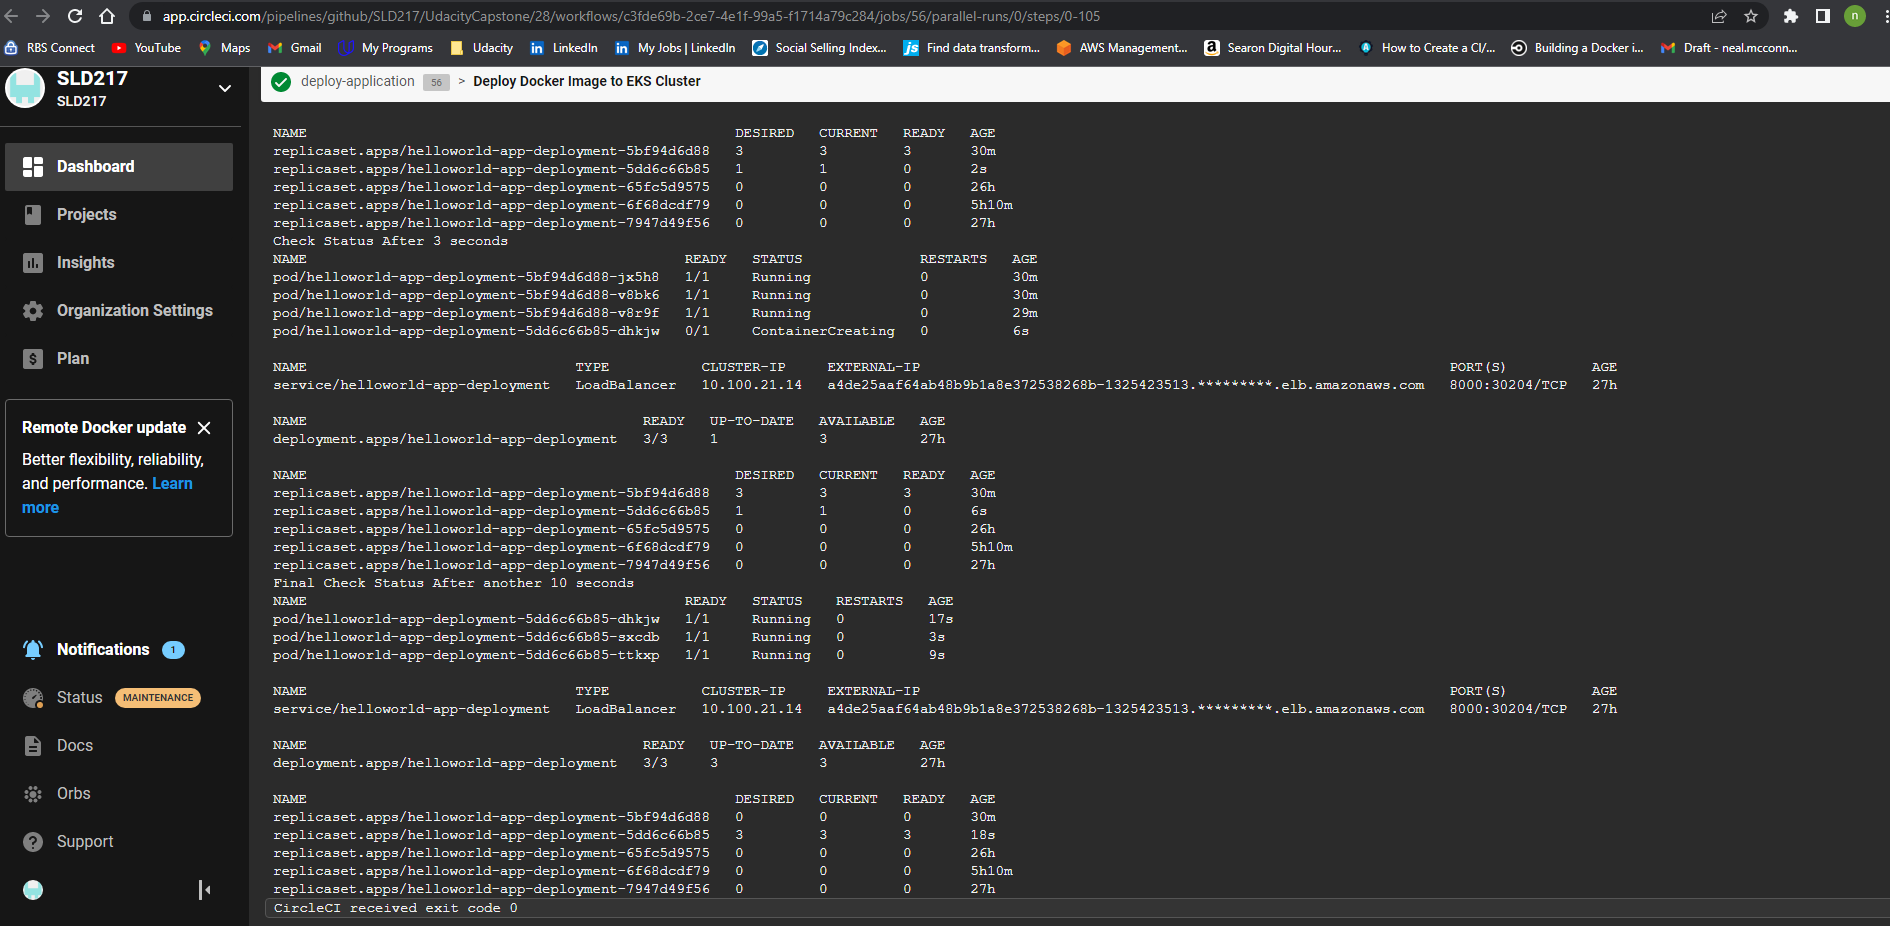 app.circleci.com/pipelines/github/SLD217/UdacityCapstone/28/workflows/c3fde69b-2ce7-4e1f-99a5-f1714a79c284/jobs/56/parallel-runs/0/steps/0-105
n
RBS Connect YouTube Maps Gmail My Programs Udacity LinkedIn My Jobs | LinkedIn Social Selling Index... Find data transform... AWS Management... Searon Digital Hour... How to Create a CI/... Building a Docker i... Draft - neal.mcconn...
SLD217
SLD217
Dashboard
Projects
Insights
Organization Settings
Plan
Remote Docker update
Better flexibility, reliability,
and performance. Learn
more
Notifications 1
Status MAINTENANCE
Docs
Orbs
Support
deploy-application 56 > Deploy Docker Image to EKS Cluster
NAME DESIRED CURRENT READY AGE
replicaset.apps/helloworld-app-deployment-5bf94d6d88 3 3 3 30m
replicaset.apps/helloworld-app-deployment-5dd6c66b85 1 1 0 2s
replicaset.apps/helloworld-app-deployment-65fc5d9575 0 0 0 26h
replicaset.apps/helloworld-app-deployment-6f68dcdf79 0 0 0 5h10m
replicaset.apps/helloworld-app-deployment-7947d49f56 0 0 0 27h
Check Status After 3 seconds
NAME READY STATUS RESTARTS AGE
pod/helloworld-app-deployment-5bf94d6d88-jx5h8 1/1 Running 0 30m
pod/helloworld-app-deployment-5bf94d6d88-v8bk6 1/1 Running 0 30m
pod/helloworld-app-deployment-5bf94d6d88-v8r9f 1/1 Running 0 29m
pod/helloworld-app-deployment-5dd6c66b85-dhkjw 0/1 ContainerCreating 0 6s
NAME TYPE CLUSTER-IP EXTERNAL-IP PORT(S) AGE
service/helloworld-app-deployment LoadBalancer 10.100.21.14 a4de25aaf64ab48b9b1a8e372538268b-1325423513.*********.elb.amazonaws.com 8000:30204/TCP 27h
NAME READY UP-TO-DATE AVAILABLE AGE
deployment.apps/helloworld-app-deployment 3/3 1 3 27h
NAME DESIRED CURRENT READY AGE
replicaset.apps/helloworld-app-deployment-5bf94d6d88 3 3 3 30m
replicaset.apps/helloworld-app-deployment-5dd6c66b85 1 1 0 6s
replicaset.apps/helloworld-app-deployment-65fc5d9575 0 0 0 26h
replicaset.apps/helloworld-app-deployment-6f68dcdf79 0 0 0 5h10m
replicaset.apps/helloworld-app-deployment-7947d49f56 0 0 0 27h
Final Check Status After another 10 seconds
NAME READY STATUS RESTARTS AGE
pod/helloworld-app-deployment-5dd6c66b85-dhkjw 1/1 Running 0 17s
pod/helloworld-app-deployment-5dd6c66b85-sxcdb 1/1 Running 0 3s
pod/helloworld-app-deployment-5dd6c66b85-ttkxp 1/1 Running 0 9s
NAME TYPE CLUSTER-IP EXTERNAL-IP PORT(S) AGE
service/helloworld-app-deployment LoadBalancer 10.100.21.14 a4de25aaf64ab48b9b1a8e372538268b-1325423513.*********.elb.amazonaws.com 8000:30204/TCP 27h
NAME READY UP-TO-DATE AVAILABLE AGE
deployment.apps/helloworld-app-deployment 3/3 3 3 27h
NAME DESIRED CURRENT READY AGE
replicaset.apps/helloworld-app-deployment-5bf94d6d88 0 0 0 30m
replicaset.apps/helloworld-app-deployment-5dd6c66b85 3 3 3 18s
replicaset.apps/helloworld-app-deployment-65fc5d9575 0 0 0 26h
replicaset.apps/helloworld-app-deployment-6f68dcdf79 0 0 0 5h10m
replicaset.apps/helloworld-app-deployment-7947d49f56 0 0 0 27h
CircleCI received exit code 0